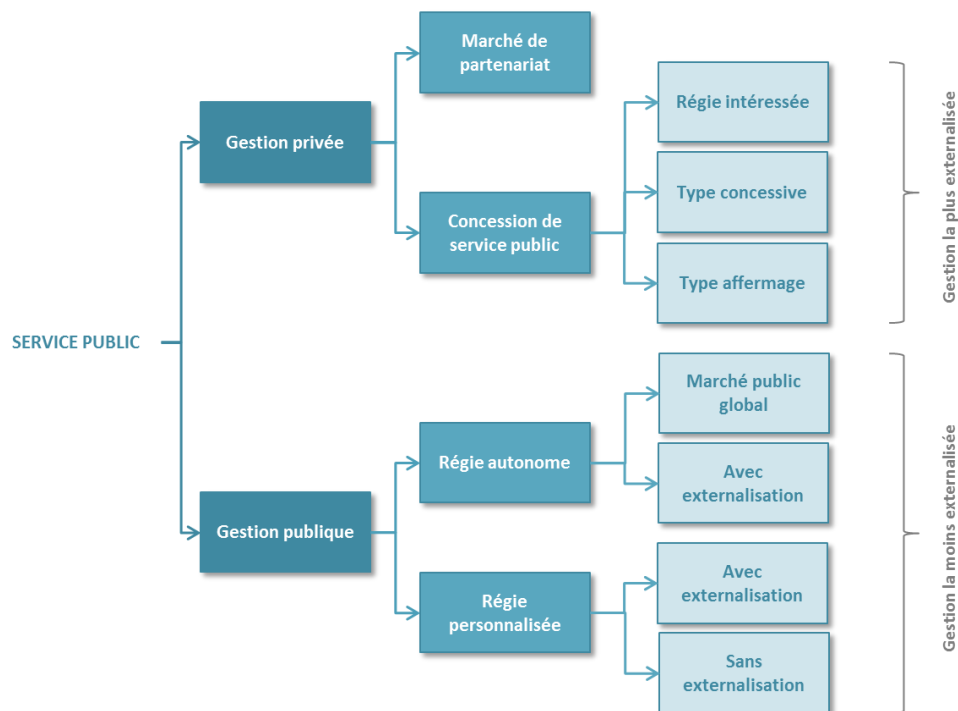 SERVICE PUBLIC
Gestion privée
Marché de
partenariat
Concession de
service public
Régie intéressée
Type concessive
Type affermage
Gestion la plus externalisée
Gestion publique
Régie autonome
Marché public
global
Avec
externalisation
Régie
personnalisée
Avec
externalisation
Sans
externalisation
Gestion la moins externalisée